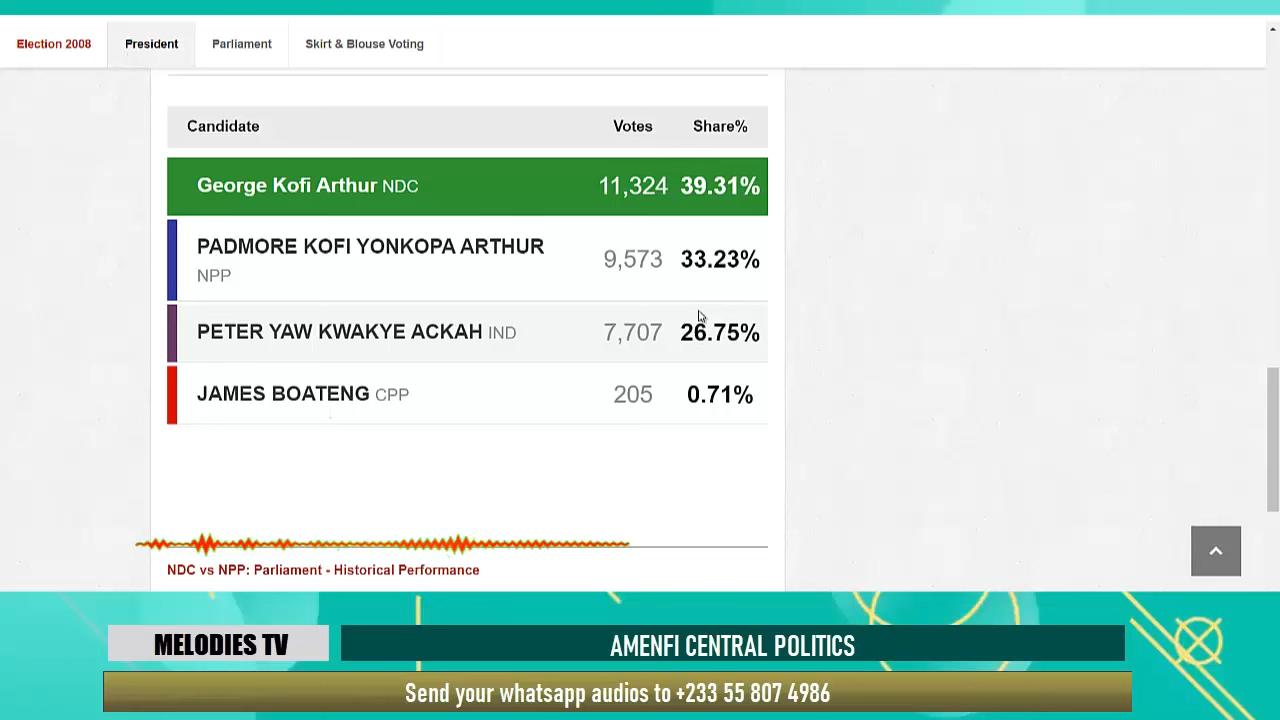 Election 2008 President Parliament Skirt & Blouse Voting
Candidate Votes Share%
George Kofi Arthur NDC 11,324 39.31%
PADMORE KOFI YONKOPA ARTHUR
NPP 9,573 33.23%
PETER YAW KWAKYE ACKAH IND 7,707 26.75%
JAMES BOATENG CPP 205 0.71%
NDC vs NPP: Parliament - Historical Performance
MELODIES TV AMENFI CENTRAL POLITICS
Send your whatsapp audios to +233 55 807 4986